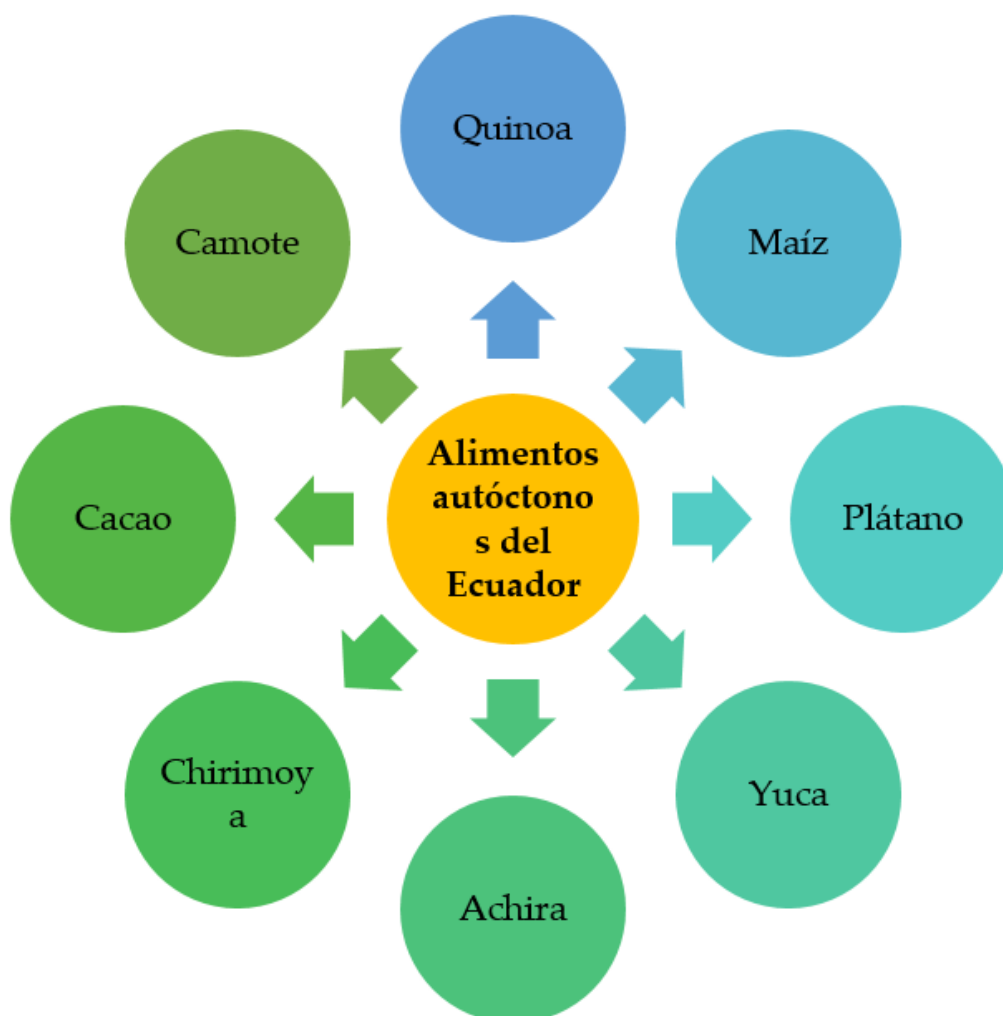 Quinoa
Maíz
Plátano
Yuca
Achira
Chirimoy
a
Cacao
Camote
Alimentos
autóctono
s del
Ecuador